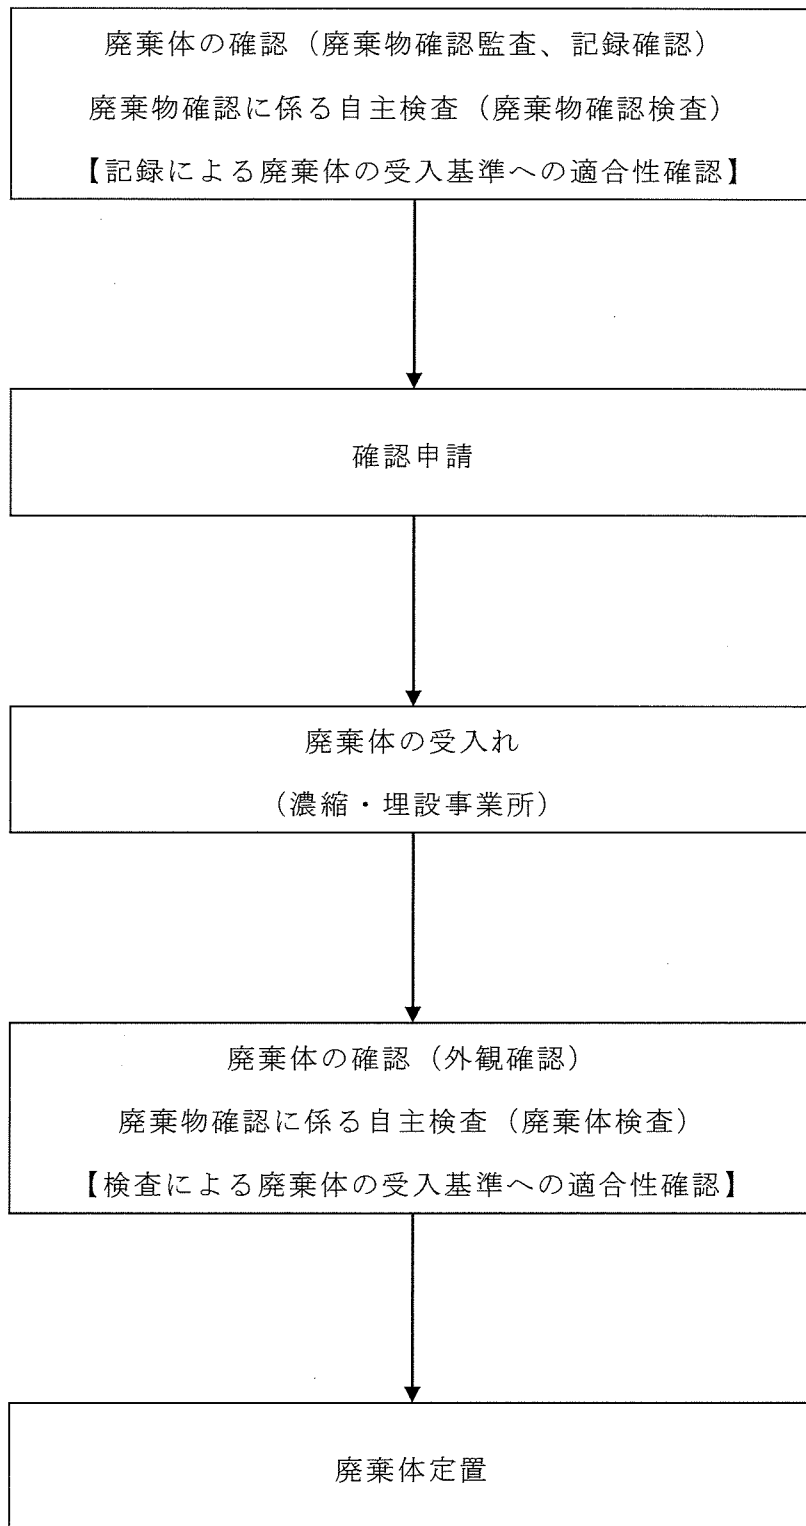 廃棄体の確認（廃棄物確認監査、記録確認）
廃棄物確認に係る自主検査（廃棄物確認検査）
【記録による廃棄体の受入基準への適合性確認】
確認申請
廃棄体の受入れ
（濃縮・埋設事業所）
廃棄体の確認（外観確認）
廃棄物確認に係る自主検査（廃棄体検査）
【検査による廃棄体の受入基準への適合性確認】
廃棄体定置